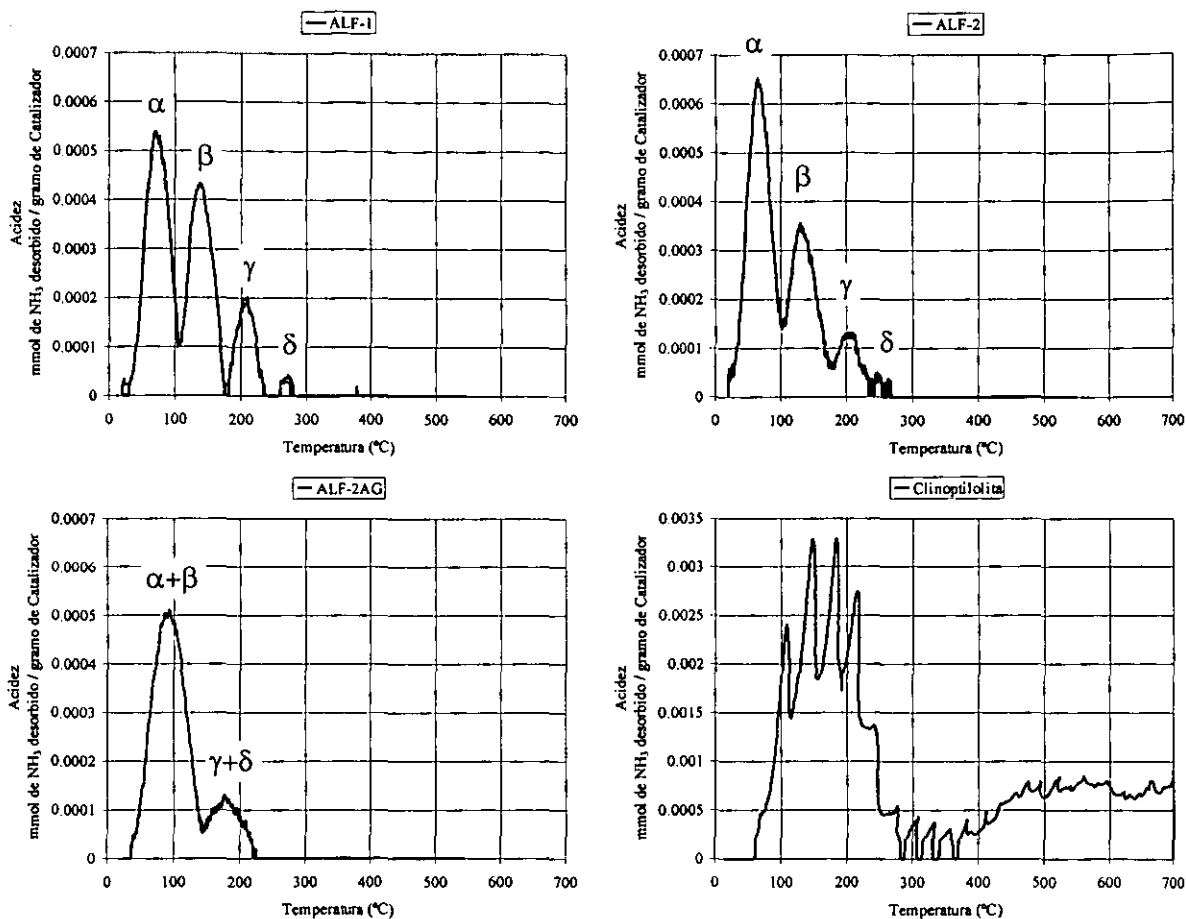 ALF-1
Acidez
mmol de NH₃ desorbido / gramo de Catalizador
0.0007
0.0006
0.0005
0.0004
0.0003
0.0002
0.0001
0
α
β
γ
δ
0 100 200 300 400 500 600 700
Temperatura (°C)
ALF-2
Acidez
mmol de NH₃ desorbido / gramo de Catalizador
0.0007
0.0006
0.0005
0.0004
0.0003
0.0002
0.0001
0
α
β
γ
δ
0 100 200 300 400 500 600 700
Temperatura (°C)
ALF-2AG
Acidez
mmol de NH₃ desorbido / gramo de Catalizador
0.0007
0.0006
0.0005
0.0004
0.0003
0.0002
0.0001
0
α+β
γ+δ
0 100 200 300 400 500 600 700
Temperatura (°C)
Clinoptilolita
Acidez
mmol de NH₃ desorbido / gramo de Catalizador
0.0035
0.003
0.0025
0.002
0.0015
0.001
0.0005
0
0 100 200 300 400 500 600 700
Temperatura (°C)